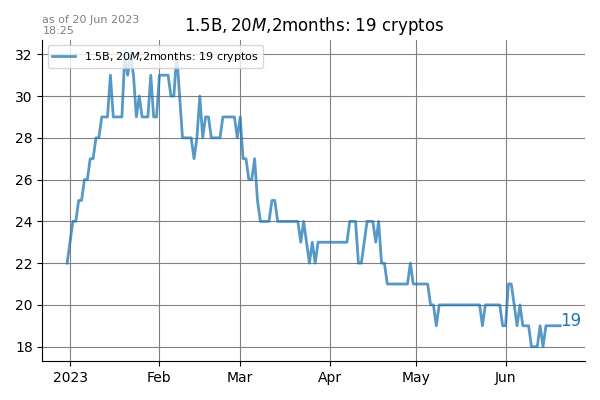 as of 20 Jun 2023
18:25
1.5B, 20M,2months: 19 cryptos
1.5B, 20M,2months: 19 cryptos
32
30
28
26
24
22
20
18
19
2023
Feb
Mar
Apr
May
Jun